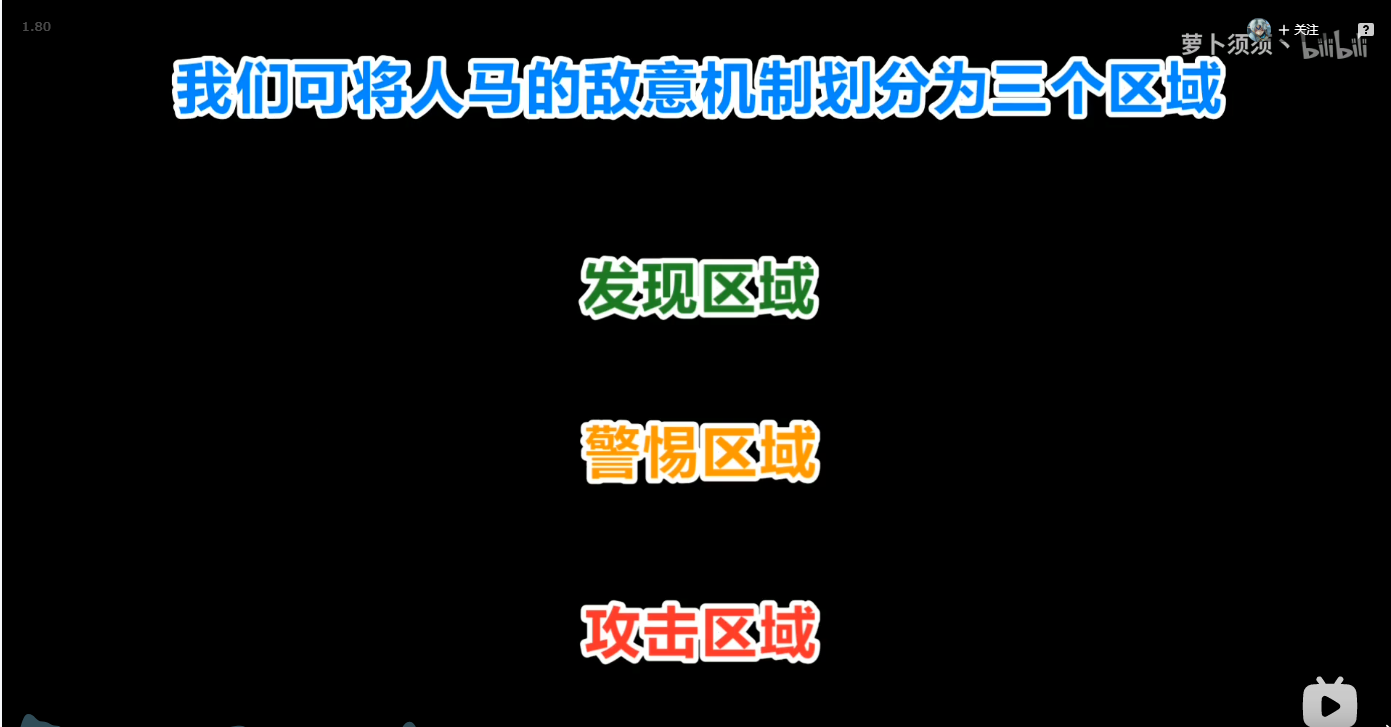 1.80
+ 关注
?
萝卜须须丶 bilibili
我们可将人马的敌意机制划分为三个区域
发现区域
警惕区域
攻击区域